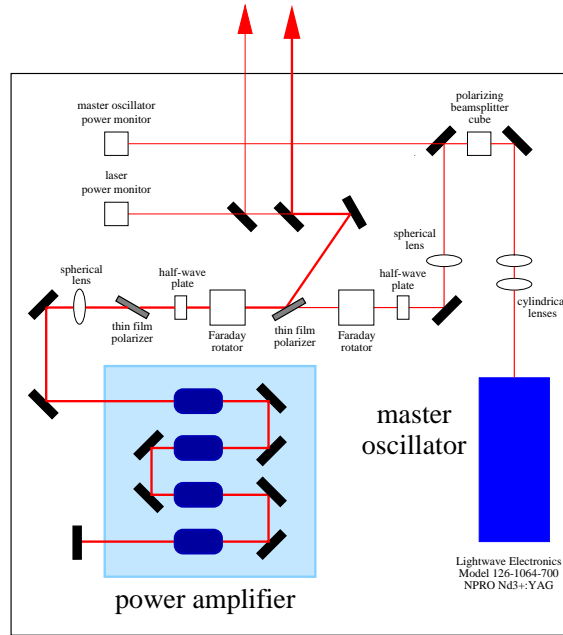 master oscillator
power monitor
polarizing
beamsplitter
cube
laser
power monitor
spherical
lens
spherical
lens
half-wave
plate
half-wave
plate
cylindrical
lenses
thin film
polarizer
Faraday
rotator
thin film
polarizer
Faraday
rotator
master
oscillator
power amplifier
Lightwave Electronics
Model 126-1064-700
NPRO Nd3+:YAG